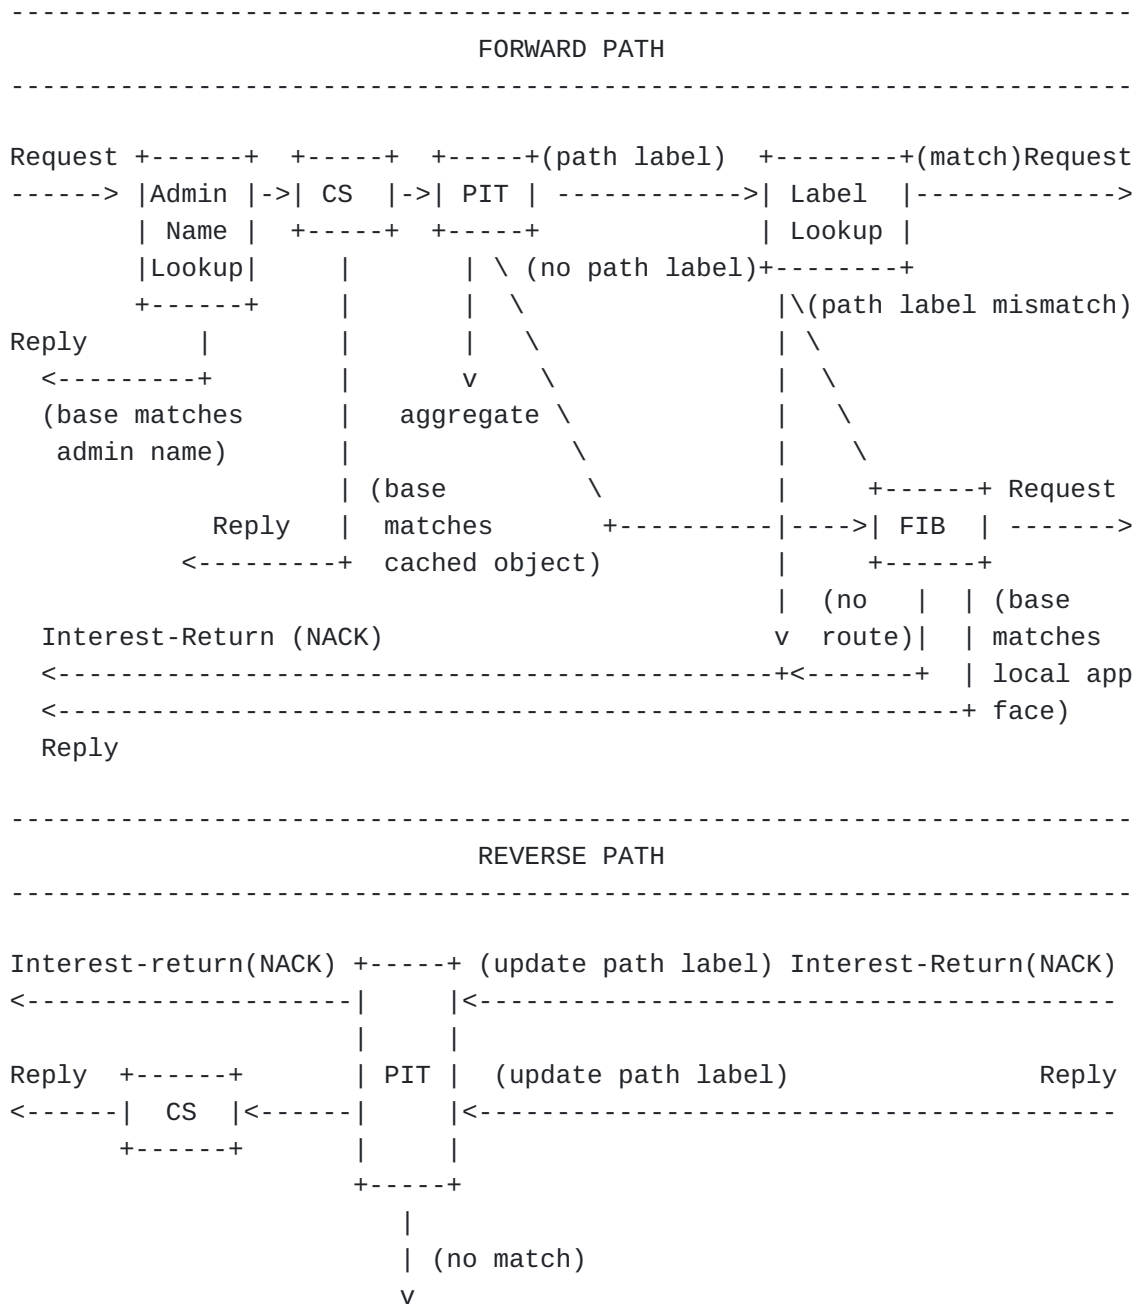 ------------------------------------------------------------------------
                              FORWARD PATH
------------------------------------------------------------------------

Request +------+  +-----+  +-----+(path label)  +--------+(match)Request
------> |Admin |->| CS  |->| PIT | ------------>| Label  |------------->
        | Name |  +-----+  +-----+              | Lookup |
        |Lookup|     |       | \ (no path label)+--------+
        +------+     |       |  \                |\(path label mismatch)
Reply       |        |       |   \               | \
  <---------+        |       v    \              |  \
  (base matches      |   aggregate \             |   \
   admin name)       |              \            |    \
                     | (base         \           |     +------+ Request
             Reply   |  matches       +----------|---->| FIB  | ------->
           <---------+  cached object)           |     +------+
                                                 |  (no   |  | (base
  Interest-Return (NACK)                         v  route)|  | matches
  <----------------------------------------------+<-------+  | local app
  <----------------------------------------------------------+ face)
  Reply

------------------------------------------------------------------------
                              REVERSE PATH
------------------------------------------------------------------------

Interest-return(NACK) +-----+ (update path label) Interest-Return(NACK)
<---------------------|     |<-----------------------------------------
                      |     |
Reply  +------+       | PIT |  (update path label)                Reply
<------|  CS  |<------|     |<-----------------------------------------
       +------+       |     |
                      +-----+
                         |
                         | (no match)
                         v